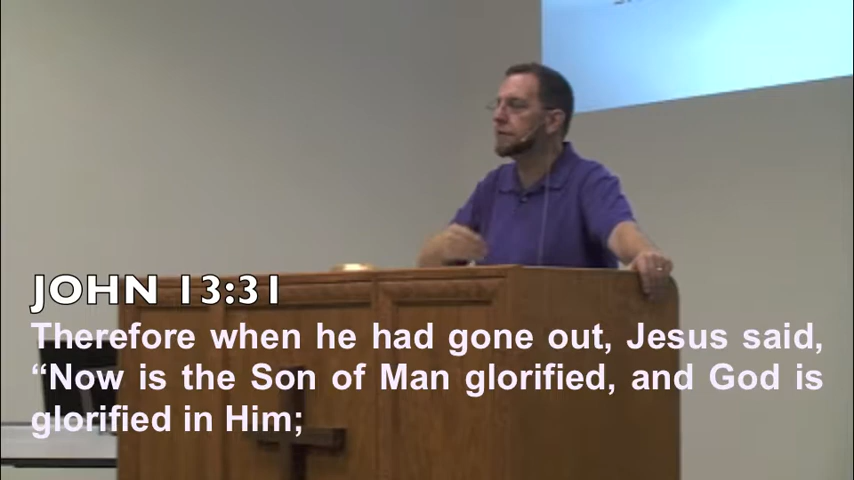 JOHN 13:31
Therefore when he had gone out, Jesus said,
“Now is the Son of Man glorified, and God is
glorified in Him;